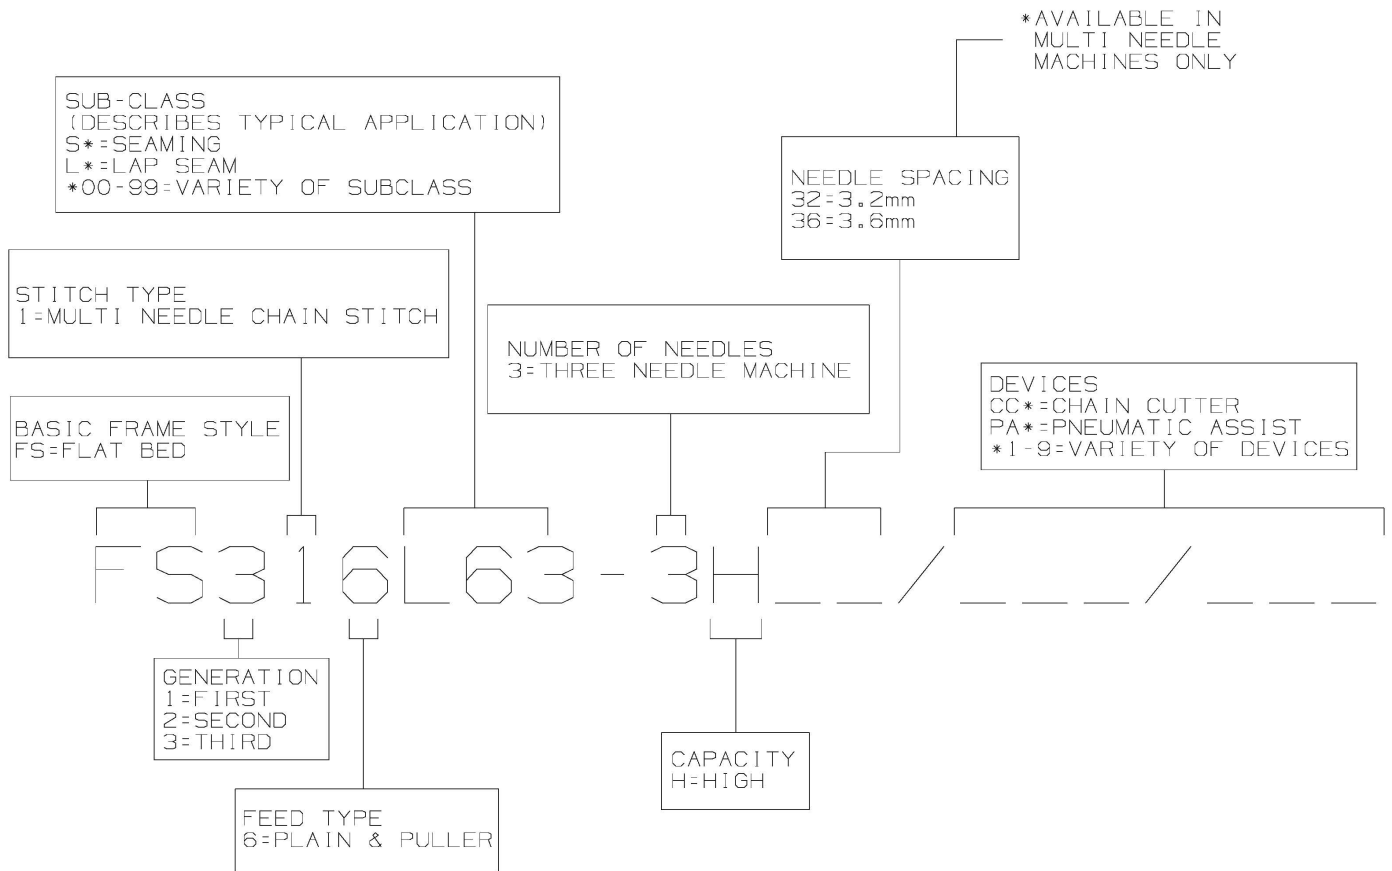 *AVAILABLE IN
MULTI NEEDLE
MACHINES ONLY
SUB-CLASS
(DESCRIBES TYPICAL APPLICATION)
S*=SEAMING
L*=LAP SEAM
*00-99=VARIETY OF SUBCLASS
NEEDLE SPACING
32=3.2mm
36=3.6mm
STITCH TYPE
1=MULTI NEEDLE CHAIN STITCH
NUMBER OF NEEDLES
3=THREE NEEDLE MACHINE
DEVICES
CC*=CHAIN CUTTER
PA*=PNEUMATIC ASSIST
*1-9=VARIETY OF DEVICES
BASIC FRAME STYLE
FS=FLAT BED
FS316L63-3H__/___/___
GENERATION
1=FIRST
2=SECOND
3=THIRD
CAPACITY
H=HIGH
FEED TYPE
6=PLAIN & PULLER